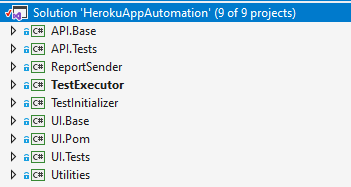 Solution 'HerokuAppAutomation' (9 of 9 projects)
C# API.Base
C# API.Tests
C# ReportSender
C# TestExecutor
C# TestInitializer
C# UI.Base
C# UI.Pom
C# UI.Tests
C# Utilities